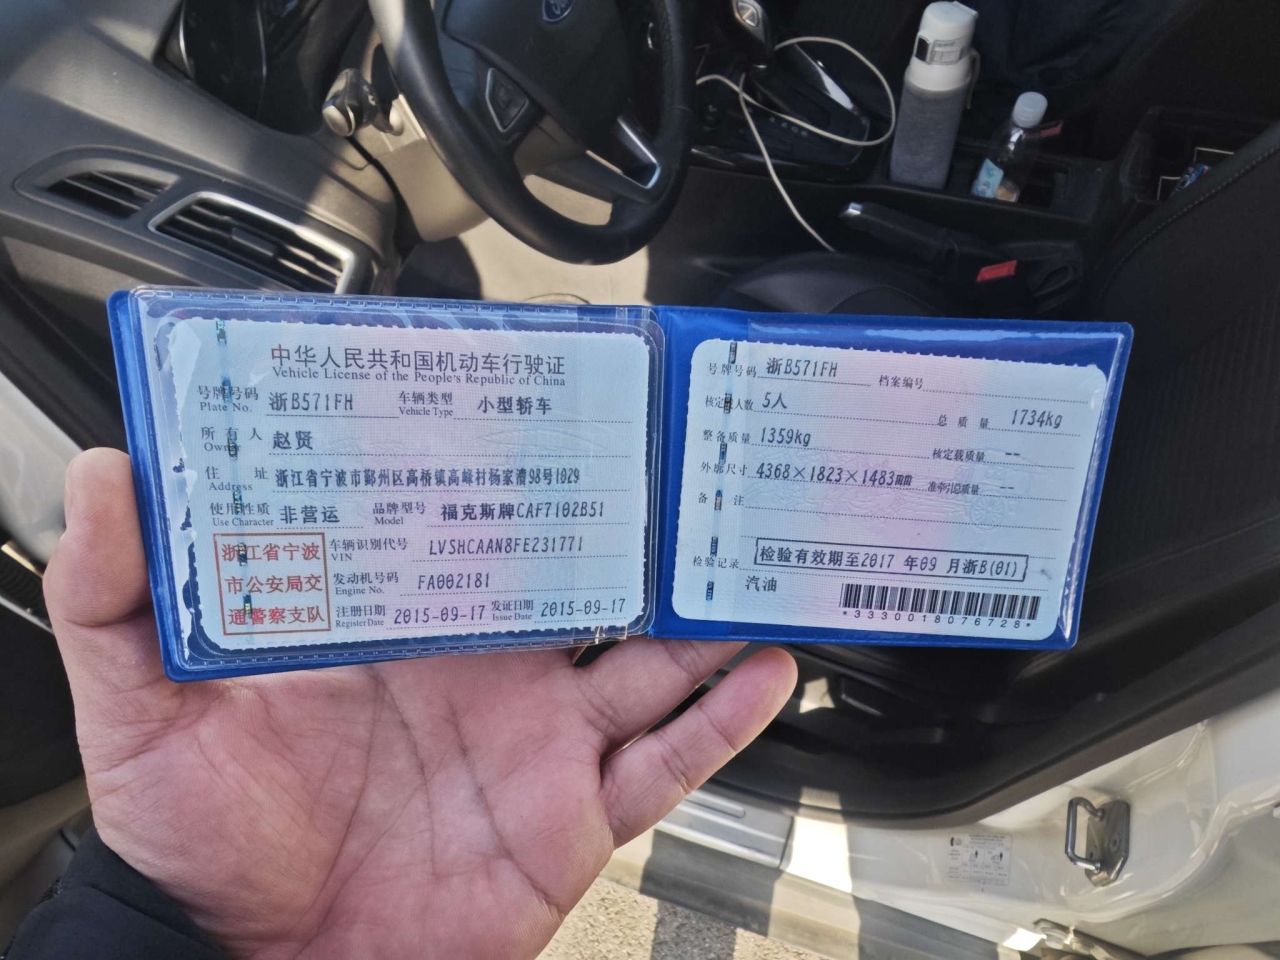 中华人民共和国机动车行驶证
Vehicle License of the People's Republic of China
号牌号码 浙B571FH 车辆类型 小型轿车
Plate No. Vehicle Type
所有人 赵贤
Owner
住址 浙江省宁波市鄞州区高桥镇高峰村杨家漕98号1029
Address
使用性质 非营运 品牌型号 福克斯牌CAF7102B51
Use Character Model
浙江省宁波
市公安局交
通警察支队
车辆识别代号 LVSHCAAN8FE231771
VIN
发动机号码 FA002181
Engine No.
注册日期 2015-09-17 发证日期 2015-09-17
Register Date Issue Date
号牌号码 浙B571FH 档案编号
核定载人数 5人 总质量 1734kg
整备质量 1359kg 核定载质量 --
外廓尺寸 4368×1823×1483mm 准牵引总质量 --
备注
检验记录 检验有效期至2017 年09 月浙B(01)
汽油
*3330018076728*